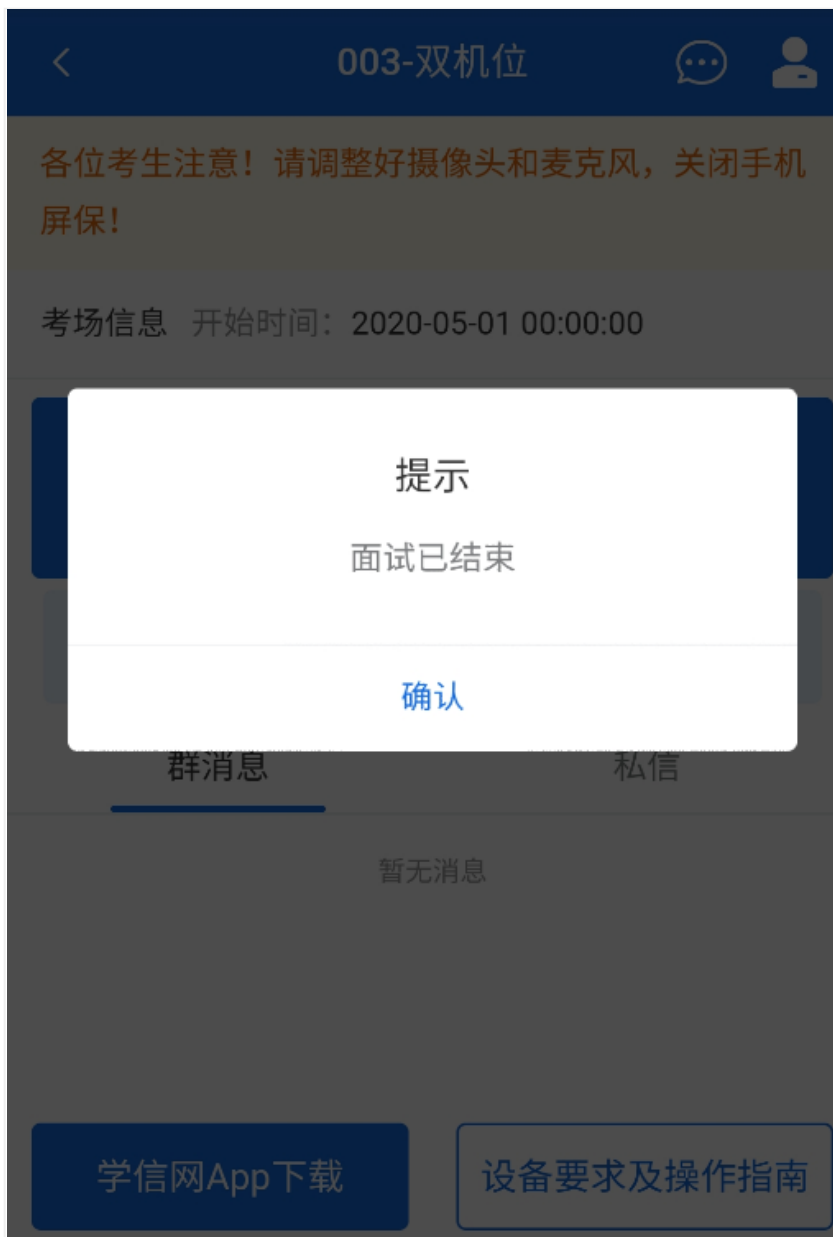 003-双机位
各位考生注意！请调整好摄像头和麦克风，关闭手机
屏保！
考场信息 开始时间：2020-05-01 00:00:00
提示
面试已结束
确认
群消息 私信
暂无消息
学信网App下载 设备要求及操作指南